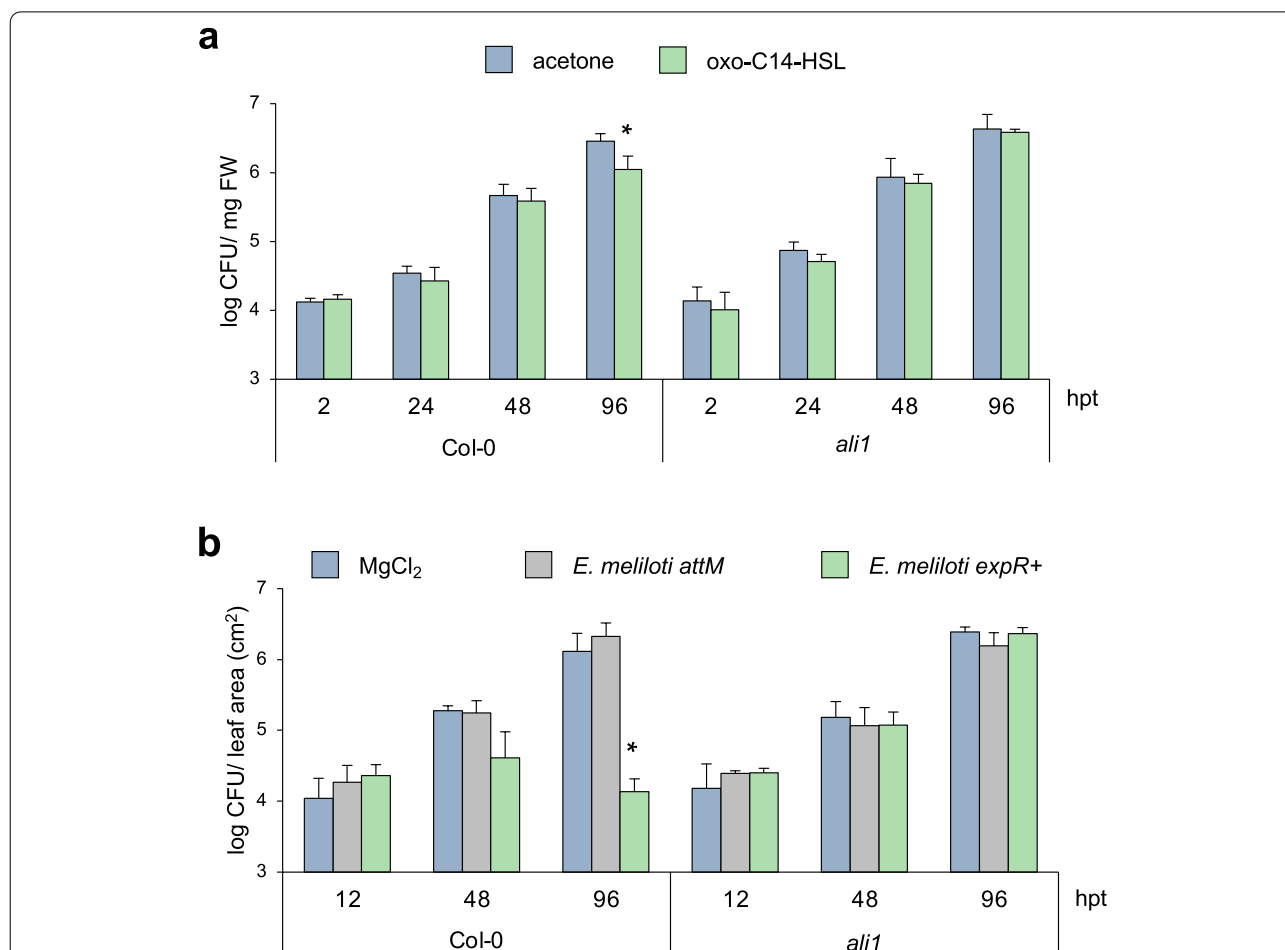 a
acetone oxo-C14-HSL
log CFU/ mg FW
7
6
5
4
3
2 24 48 96 2 24 48 96 hpt
Col-0 ali1
*
b
MgCl₂ E. meliloti attM E. meliloti expR+
log CFU/ leaf area (cm²)
7
6
5
4
3
*
12 48 96 12 48 96 hpt
Col-0 ali1